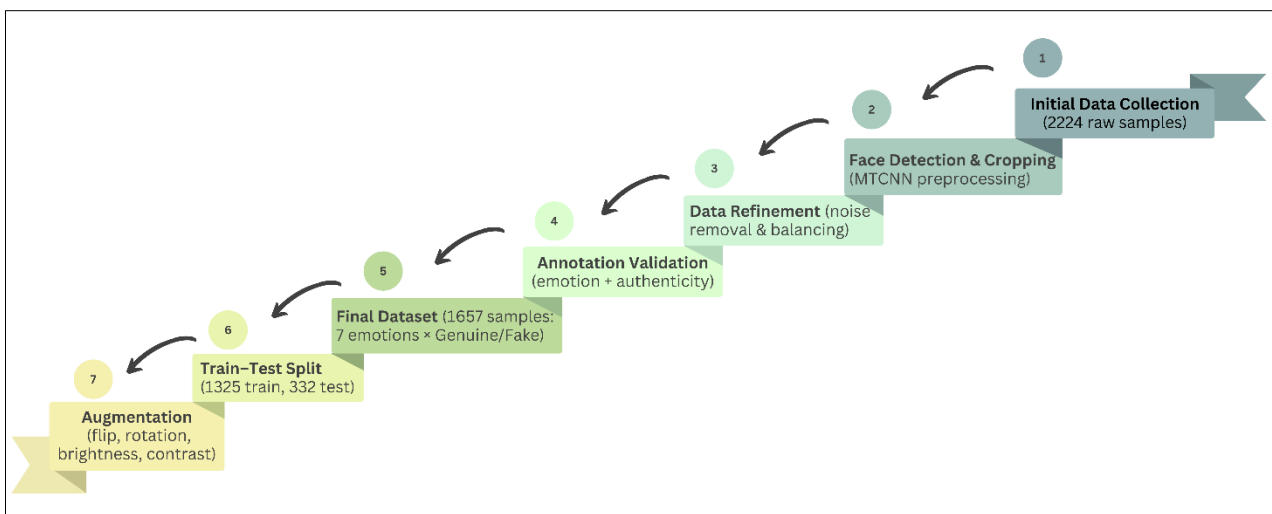 1
Initial Data Collection
(2224 raw samples)
2
Face Detection & Cropping
(MTCNN preprocessing)
3
Data Refinement (noise
removal & balancing)
4
Annotation Validation
(emotion + authenticity)
5
Final Dataset (1657 samples:
7 emotions × Genuine/Fake)
6
Train–Test Split
(1325 train, 332 test)
7
Augmentation
(flip, rotation,
brightness, contrast)